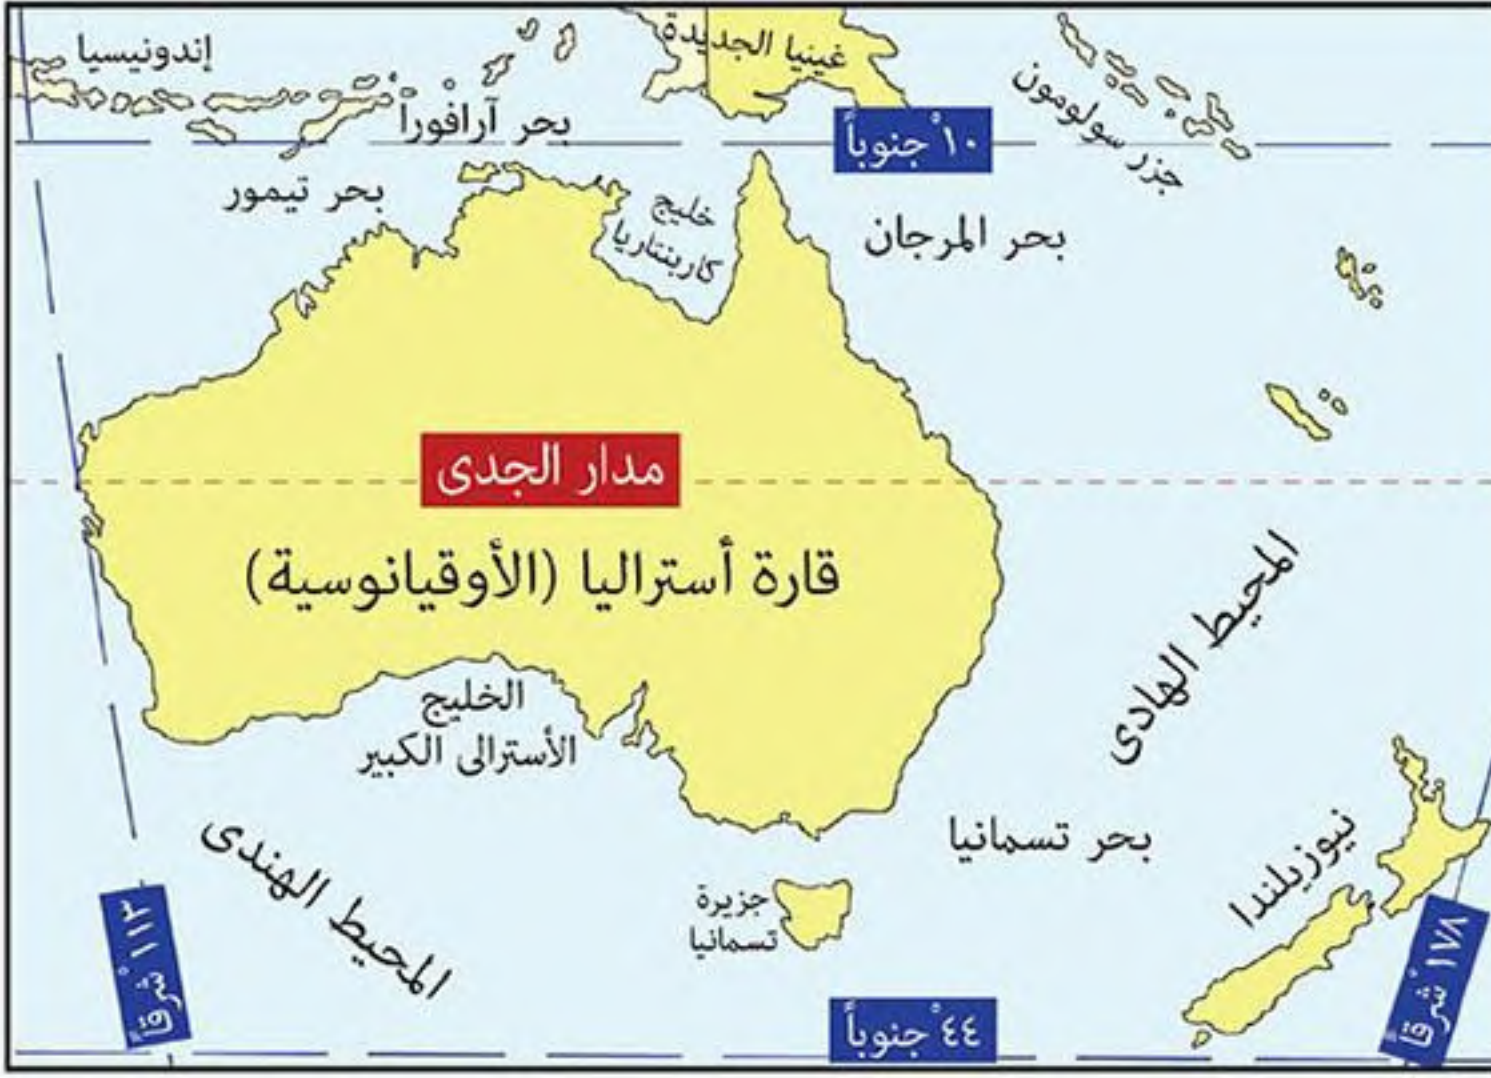 إندونيسيا
غينيا الجديدة
جزر سولومون
بحر آرافورا
١٠° جنوباً
بحر تيمور
خليج
كاربنتاريا
بحر المرجان
مدار الجدى
قارة أستراليا (الأوقيانوسية)
المحيط الهادى
الخليج
الأسترالى الكبير
بحر تسمانيا
نيوزيلندا
المحيط الهندى
جزيرة
تسمانيا
١١٣° شرقاً
١٧٨° شرقاً
٤٤° جنوباً